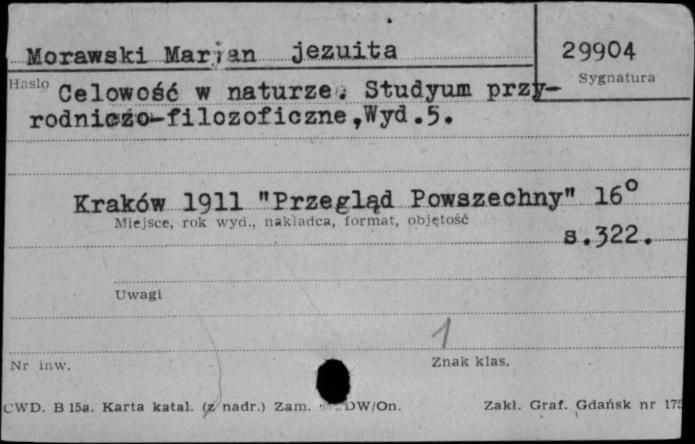 Morawski Marjan jezuita
29904
Hasło
Sygnatura
Celowość w naturze. Studyum przy-
rodniczo-filozoficzne,Wyd.5.
Kraków 1911 "Przegląd Powszechny" 16°
Miejsce, rok wyd., nakładca, format, objętość
s.322.
Uwagi
1
Nr inw.
Znak klas.
CWD. B 15a. Karta katal. (z nadr.) Zam. DW/On.
Zakł. Graf. Gdańsk nr